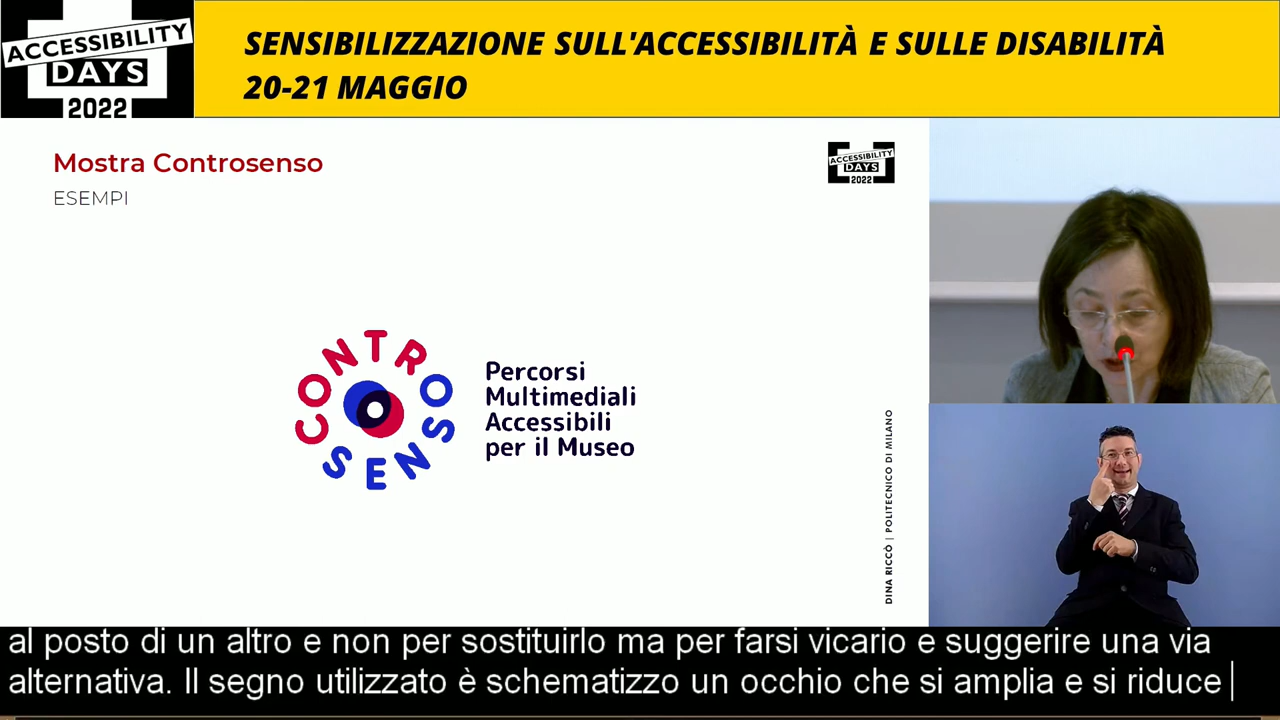 ACCESSIBILITY
DAYS
2022
SENSIBILIZZAZIONE SULL'ACCESSIBILITÀ E SULLE DISABILITÀ
20-21 MAGGIO
Mostra Controsenso
ESEMPI
ACCESSIBILITY
DAYS
2022
CONTRO
SENSO
Percorsi
Multimediali
Accessibili
per il Museo
DINA RICCÒ | POLITECNICO DI MILANO
al posto di un altro e non per sostituirlo ma per farsi vicario e suggerire una via
alternativa. Il segno utilizzato è schematizzo un occhio che si amplia e si riduce